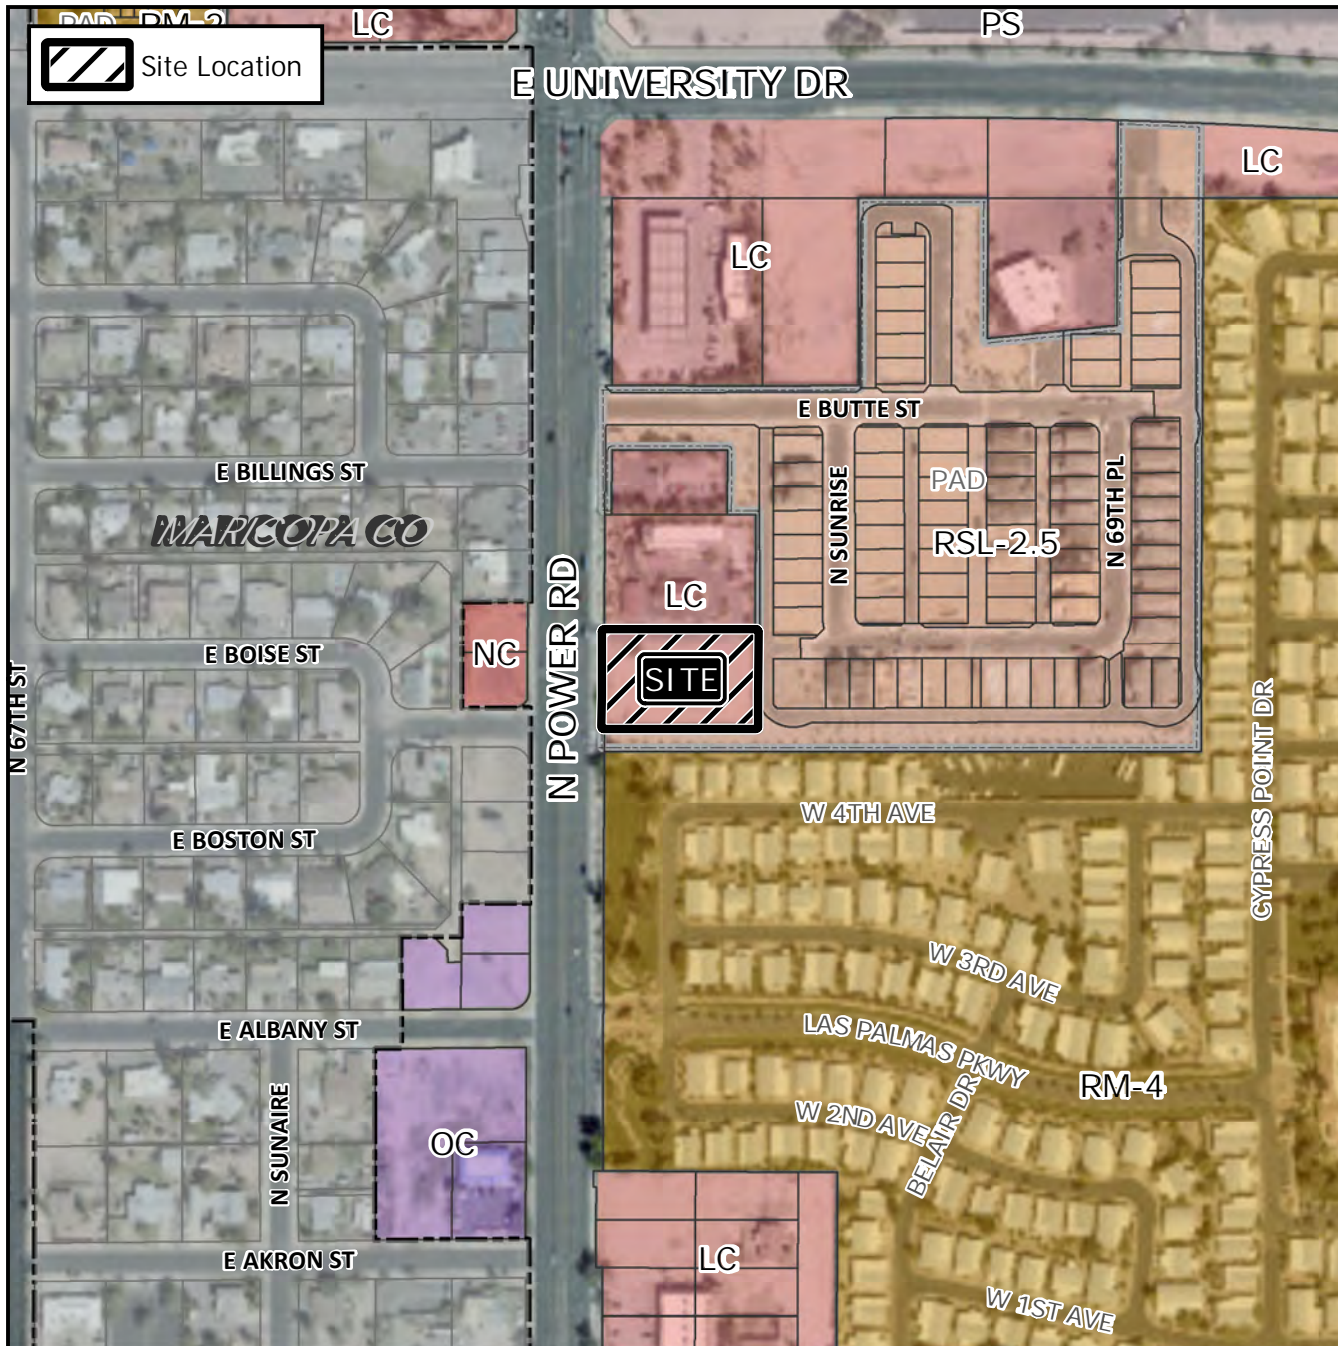 PAD RM-2
LC
PS
Site Location
E UNIVERSITY DR
LC
LC
E BUTTE ST
E BILLINGS ST
N SUNRISE
PAD
N 69TH PL
MARICOPA CO
RSL-2.5
N POWER RD
LC
E BOISE ST
NC
SITE
N 67TH ST
CYPRESS POINT DR
W 4TH AVE
E BOSTON ST
W 3RD AVE
E ALBANY ST
LAS PALMAS PKWY
RM-4
N SUNAIRE
OC
W 2ND AVE
BELAIR DR
E AKRON ST
LC
W 1ST AVE